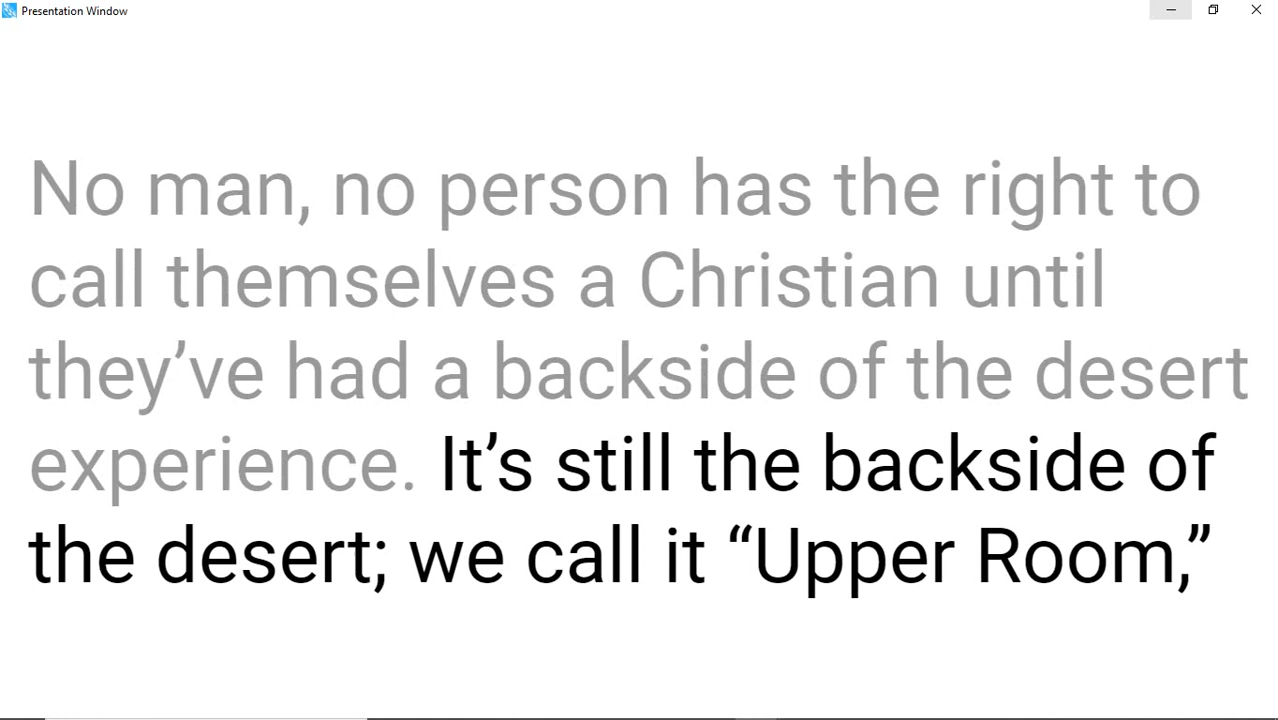 Presentation Window
No man, no person has the right to
call themselves a Christian until
they’ve had a backside of the desert
experience. It’s still the backside of
the desert; we call it “Upper Room,”